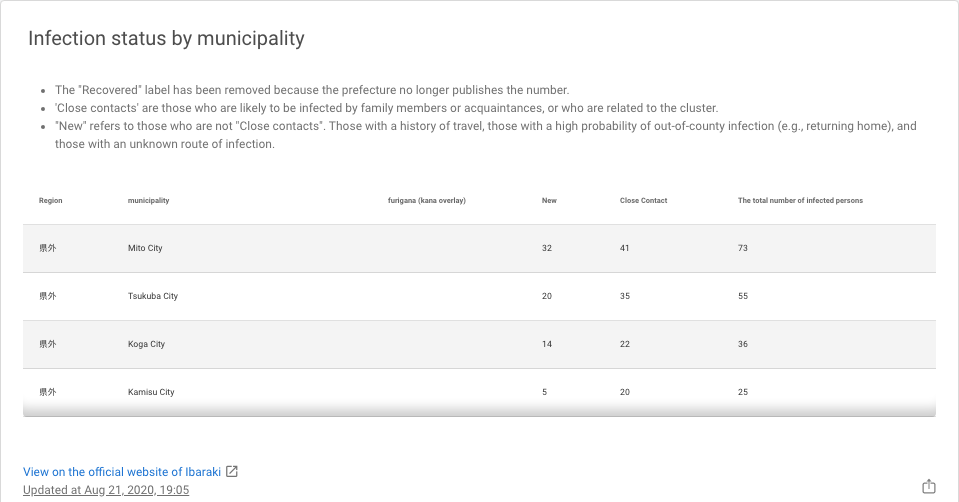 Infection status by municipality
• The "Recovered" label has been removed because the prefecture no longer publishes the number.
• 'Close contacts' are those who are likely to be infected by family members or acquaintances, or who are related to the cluster.
• "New" refers to those who are not "Close contacts". Those with a history of travel, those with a high probability of out-of-county infection (e.g., returning home), and
those with an unknown route of infection.
Region municipality furigana (kana overlay) New Close Contact The total number of infected persons
県外 Mito City 32 41 73
県外 Tsukuba City 20 35 55
県外 Koga City 14 22 36
県外 Kamisu City 5 20 25
View on the official website of Ibaraki
Updated at Aug 21, 2020, 19:05